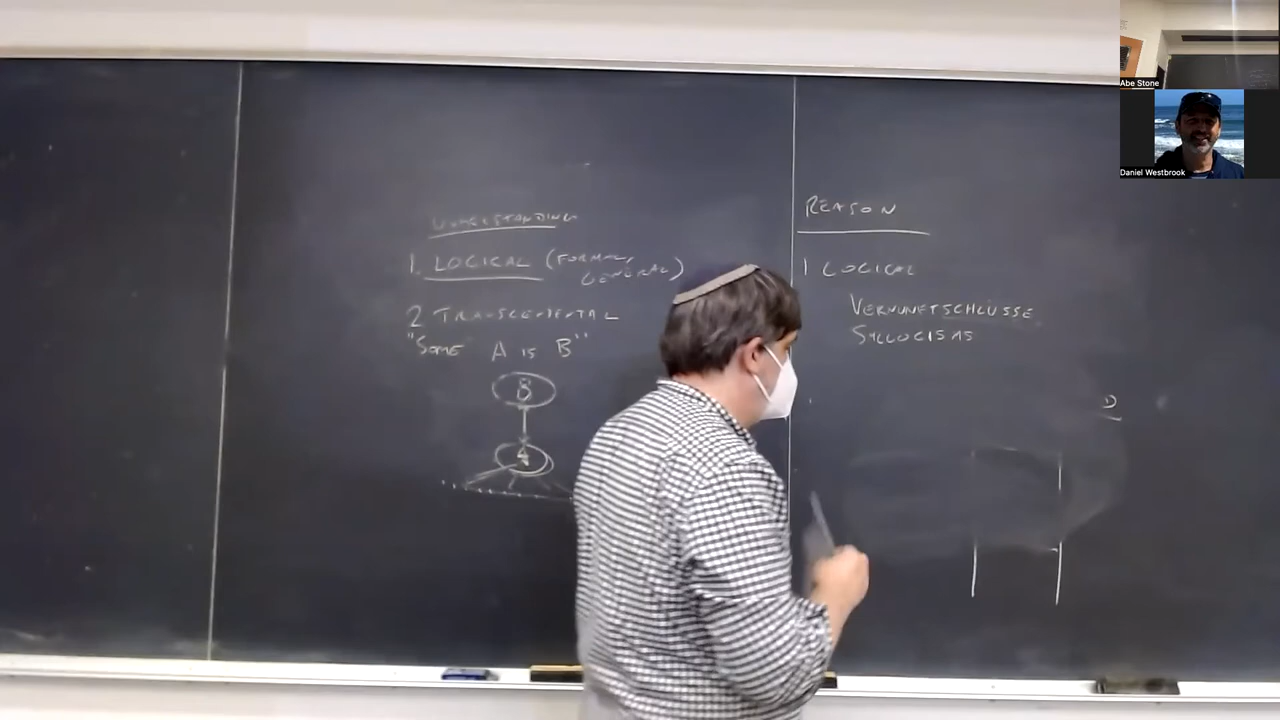 UNDERSTANDING
1. LOGICAL (FORMAL, GENERAL)
2 TRANSCENDENTAL
"SOME A IS B"
B
A
REASON
1 LOGICAL
VERNUNFTSCHLÜSSE
SYLLOGISMS
D
Abe Stone
Daniel Westbrook